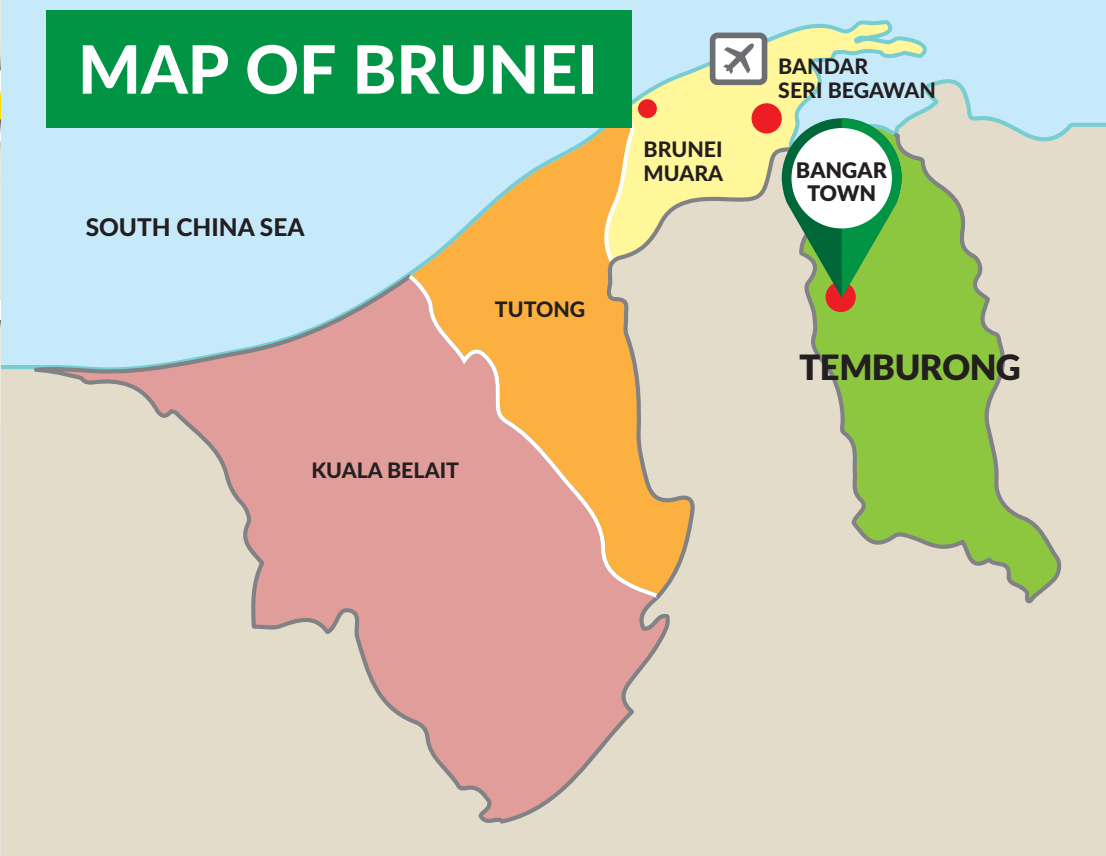 MAP OF BRUNEI
BANDAR
SERI BEGAWAN
BRUNEI
MUARA
BANGAR
TOWN
SOUTH CHINA SEA
TUTONG
TEMBURONG
KUALA BELAIT